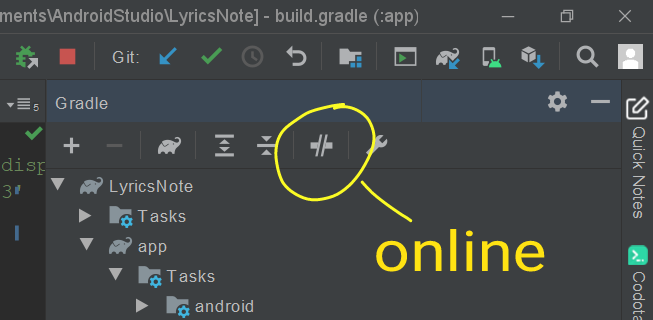 ments\AndroidStudio\LyricsNote] - build.gradle (:app)
Git:
5
Gradle
disp
3
LyricsNote
Tasks
app
online
Tasks
android
Quick Notes
Codota